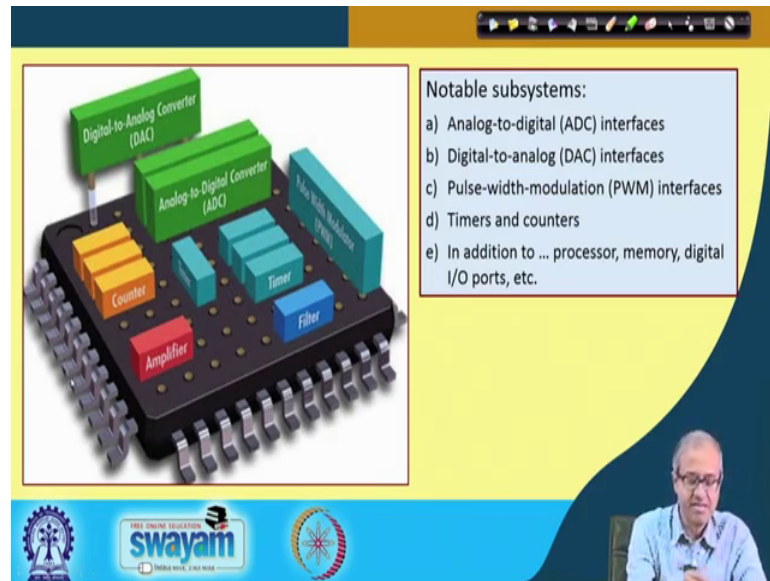 Digital-to-Analog Converter
(DAC)
Analog-to-Digital Converter
(ADC)
Pulse Width Modulator
(PWM)
Counter
Timer
Timer
Amplifier
Filter
Notable subsystems:
a) Analog-to-digital (ADC) interfaces
b) Digital-to-analog (DAC) interfaces
c) Pulse-width-modulation (PWM) interfaces
d) Timers and counters
e) In addition to ... processor, memory, digital
I/O ports, etc.
FREE ONLINE EDUCATION
swayam